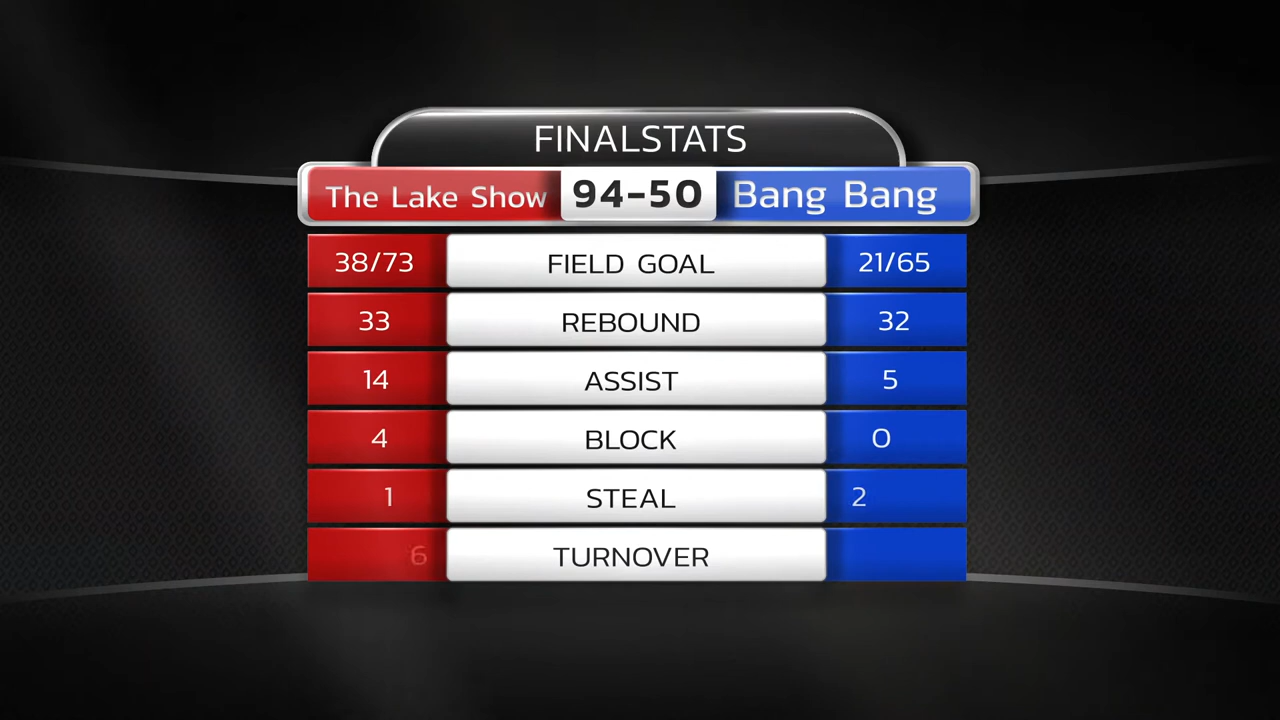 FINALSTATS
The Lake Show 94-50 Bang Bang
38/73 FIELD GOAL 21/65
33 REBOUND 32
14 ASSIST 5
4 BLOCK 0
1 STEAL 2
6 TURNOVER